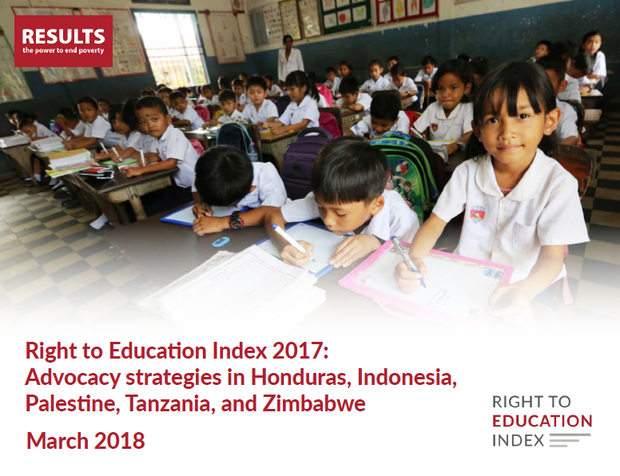 RESULTS
the power to end poverty
Right to Education Index 2017:
Advocacy strategies in Honduras, Indonesia,
Palestine, Tanzania, and Zimbabwe
March 2018
RIGHT TO
EDUCATION
INDEX